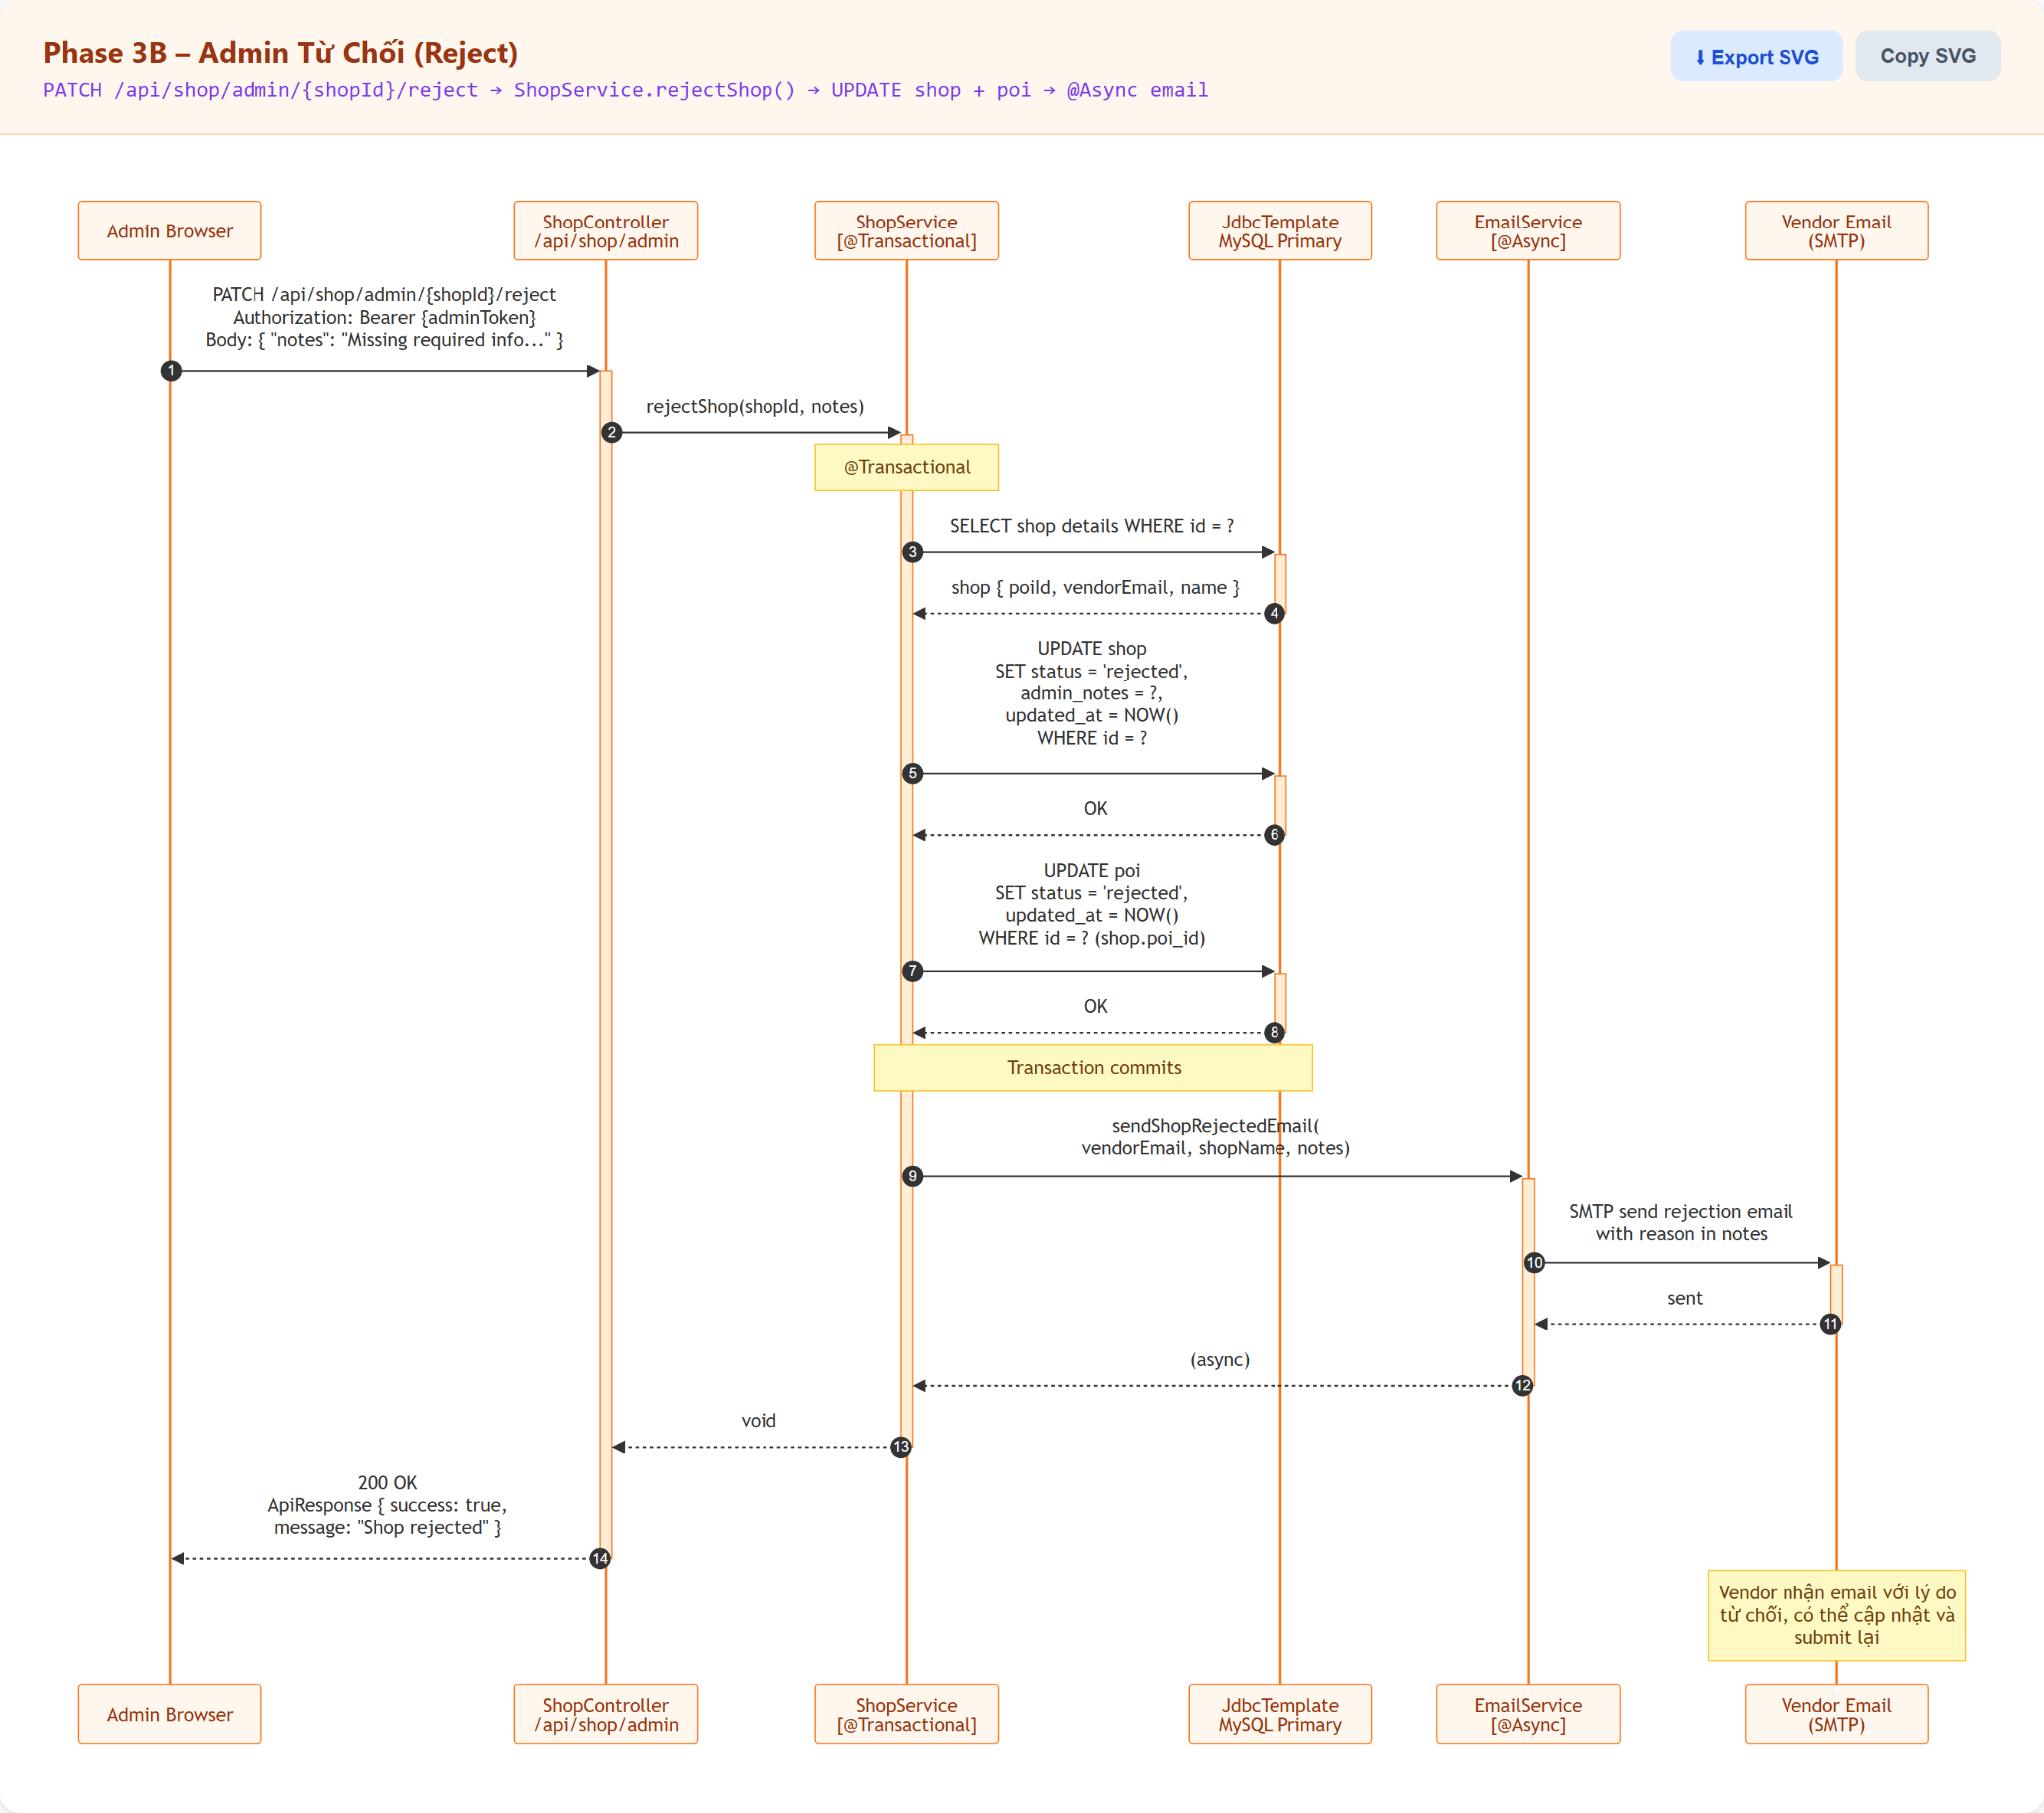 Phase 3B – Admin Từ Chối (Reject)
PATCH /api/shop/admin/{shopId}/reject → ShopService.rejectShop() → UPDATE shop + poi → @Async email
⬇ Export SVG
Copy SVG
Admin Browser
ShopController
/api/shop/admin
ShopService
[@Transactional]
JdbcTemplate
MySQL Primary
EmailService
[@Async]
Vendor Email
(SMTP)
PATCH /api/shop/admin/{shopId}/reject
Authorization: Bearer {adminToken}
Body: { "notes": "Missing required info..." }
1
rejectShop(shopId, notes)
2
@Transactional
SELECT shop details WHERE id = ?
3
shop { poiId, vendorEmail, name }
4
UPDATE shop
SET status = 'rejected',
admin_notes = ?,
updated_at = NOW()
WHERE id = ?
5
OK
6
UPDATE poi
SET status = 'rejected',
updated_at = NOW()
WHERE id = ? (shop.poi_id)
7
OK
8
Transaction commits
sendShopRejectedEmail(
vendorEmail, shopName, notes)
9
SMTP send rejection email
with reason in notes
10
sent
11
(async)
12
void
13
200 OK
ApiResponse { success: true,
message: "Shop rejected" }
14
Vendor nhận email với lý do
từ chối, có thể cập nhật và
submit lại
Admin Browser
ShopController
/api/shop/admin
ShopService
[@Transactional]
JdbcTemplate
MySQL Primary
EmailService
[@Async]
Vendor Email
(SMTP)